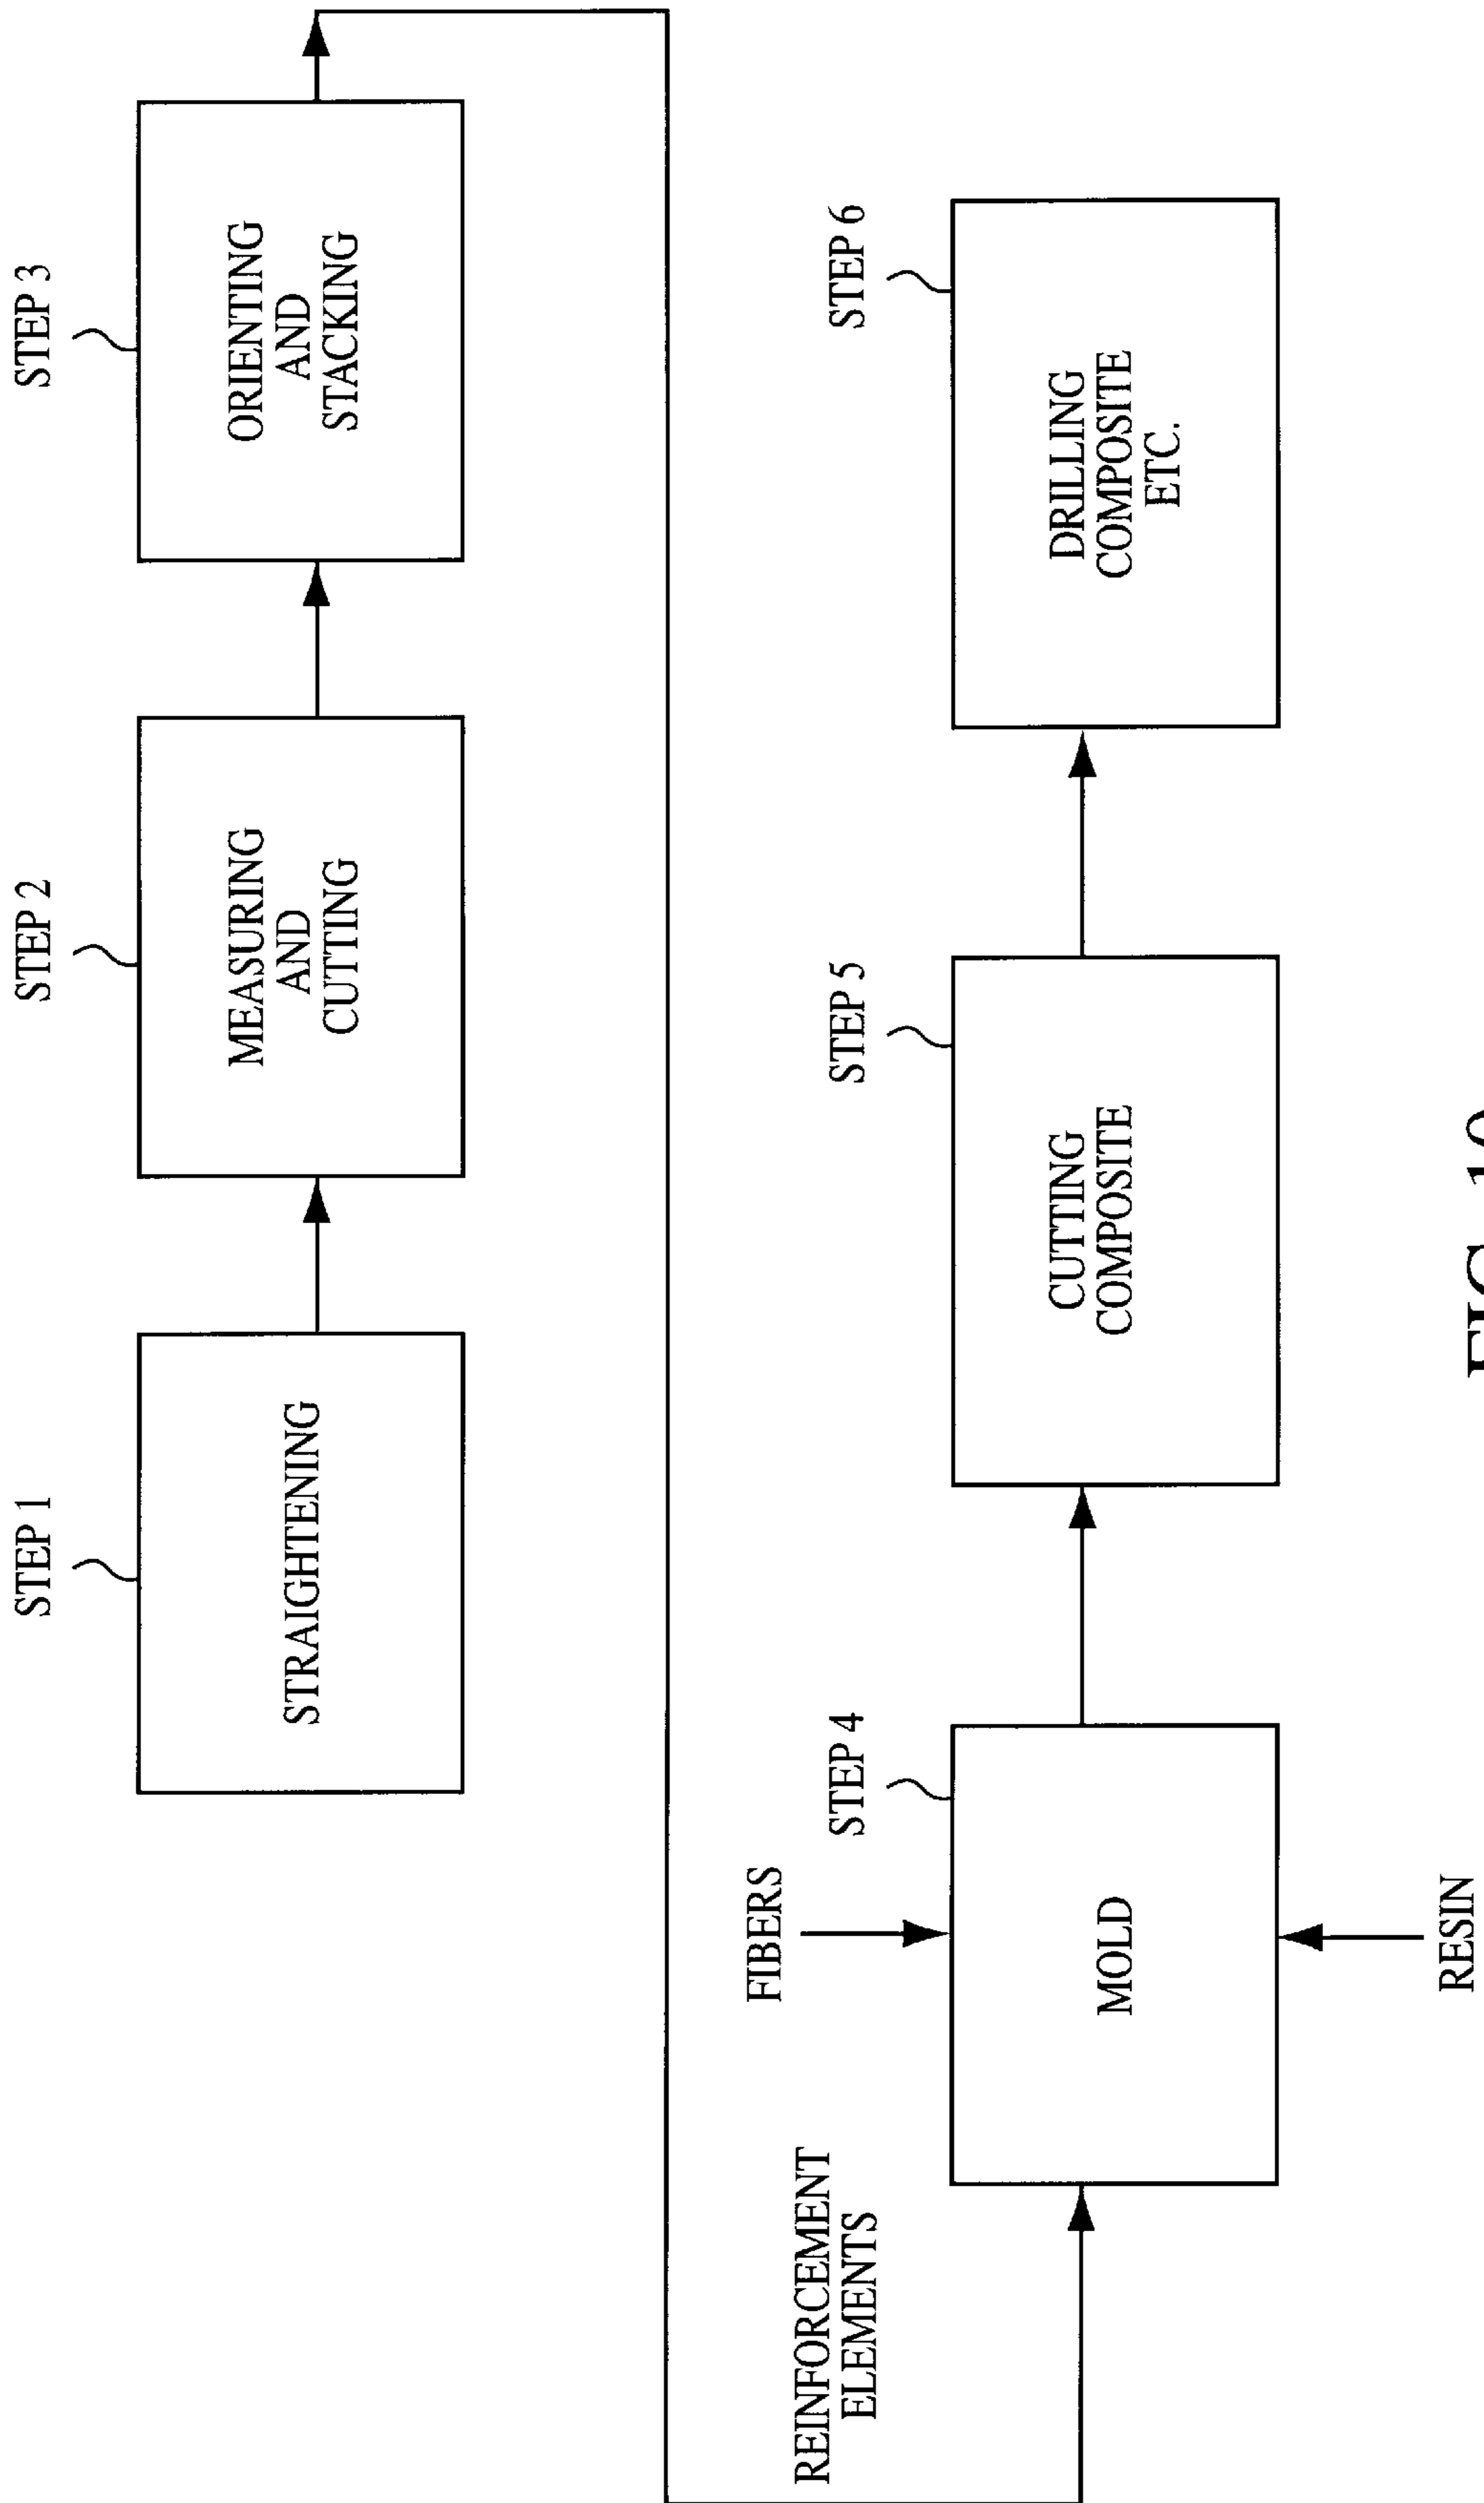 STEP 1
STRAIGHTENING
STEP 2
MEASURING
AND
CUTTING
STEP 3
ORIENTING
AND
STACKING
REINFORCEMENT
ELEMENTS
FIBERS
STEP 4
MOLD
RESIN
STEP 5
CUTTING
COMPOSITE
STEP 6
DRILLING
COMPOSITE
ETC.